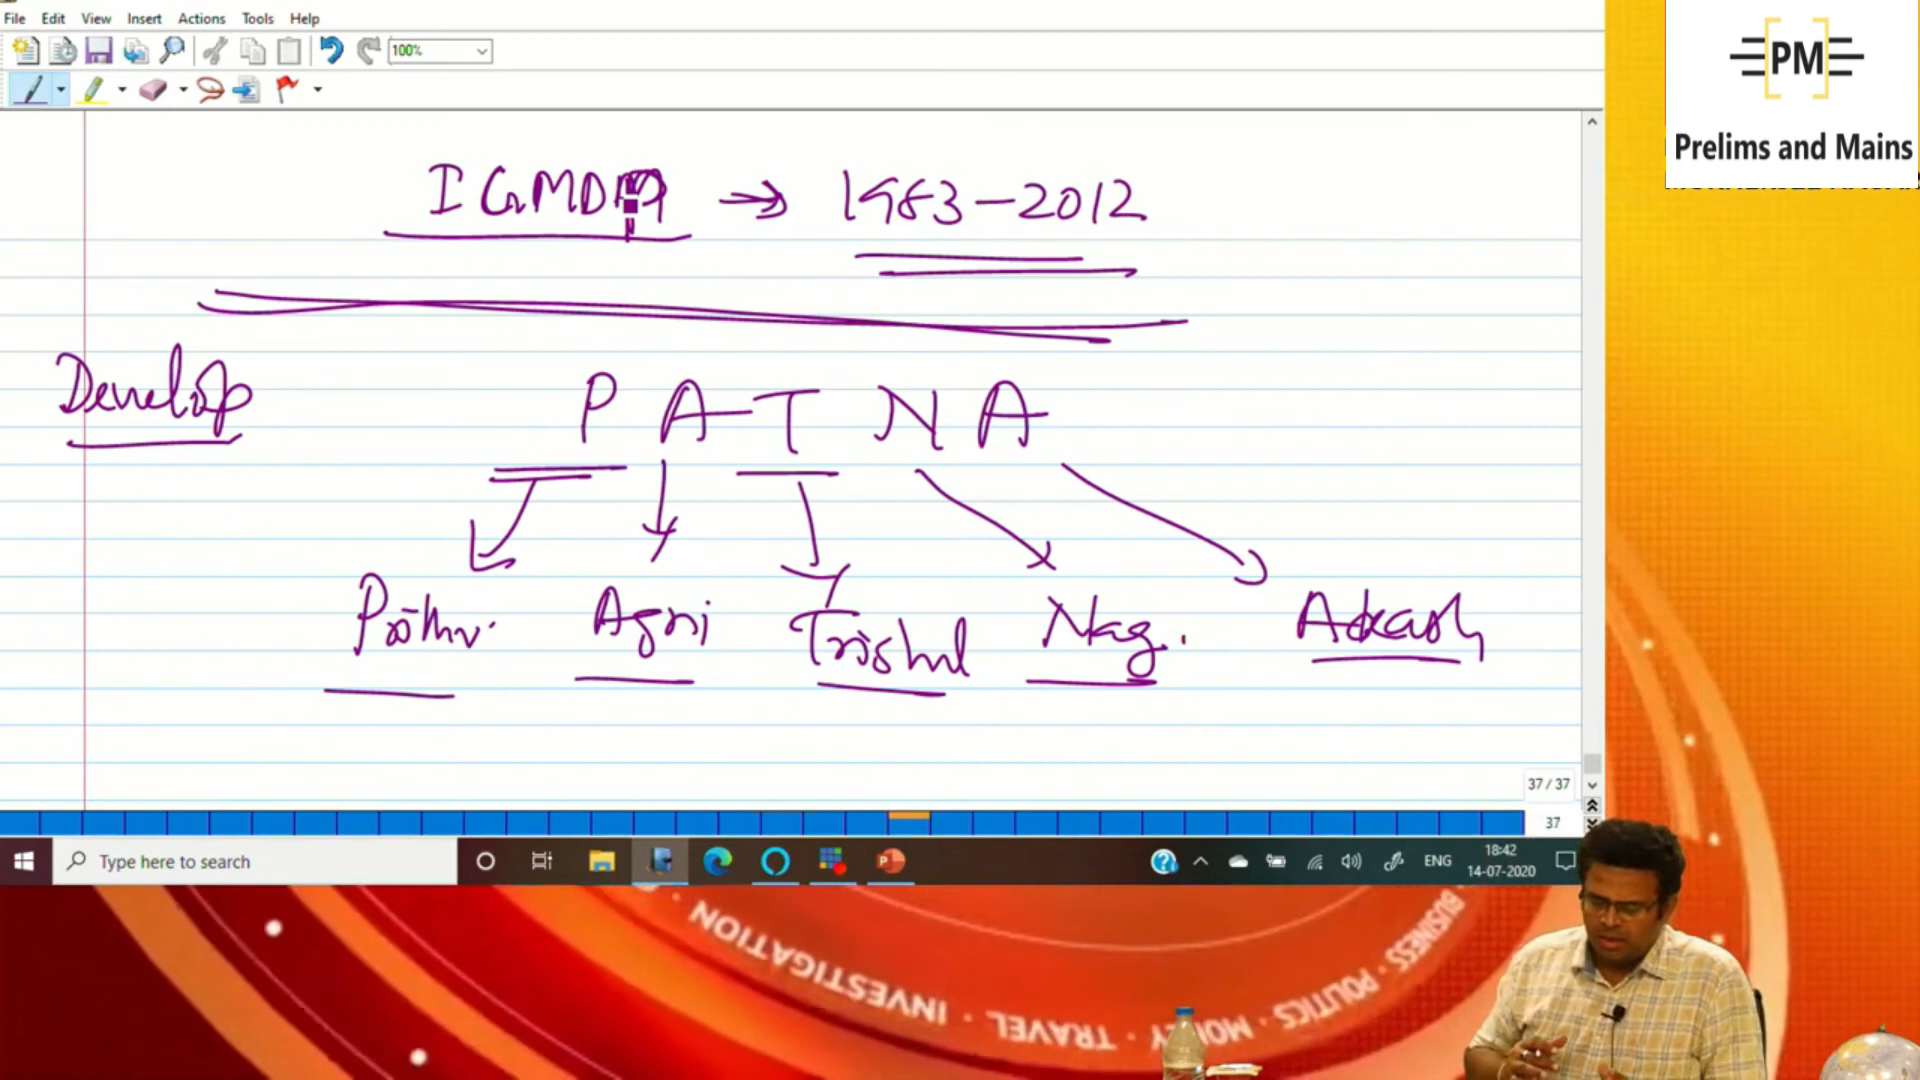 File Edit View Insert Actions Tools Help
PM
100%
Prelims and Mains
IGMDP → 1983-2012
Develop
P A T N A
Prithvi Agni Trishul Nag. Akash
37 / 37
37
Type here to search
ENG
18:42
14-07-2020
INVESTIGATION · TRAVEL · MONEY · POLITICS · BUSINESS